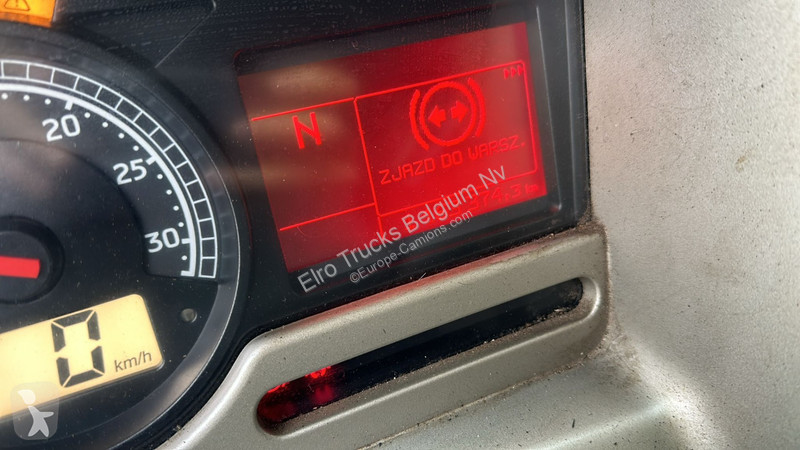 20
25
30
N
ZJAZD DO WARSZ.
0
km/h
Elro Trucks Belgium Nv
©Europe-Camions.com